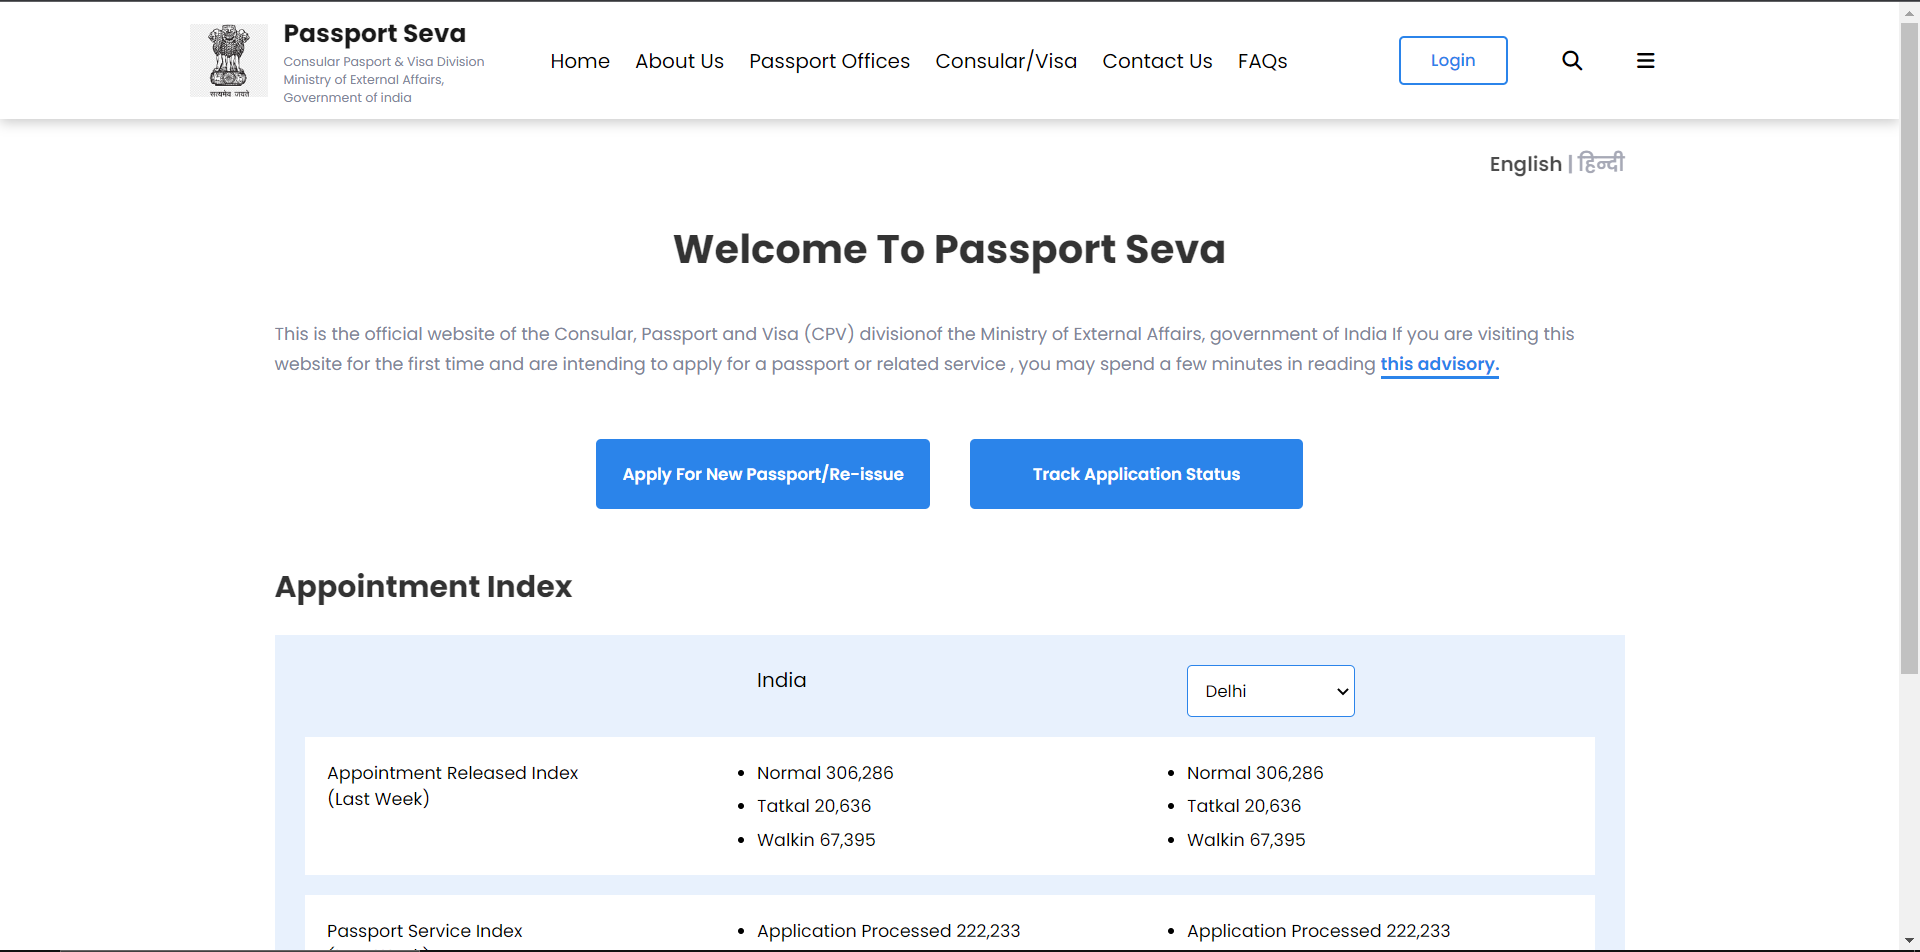 Passport Seva
Consular Pasport & Visa Division
Ministry of External Affairs,
Government of india
सत्यमेव जयते
Home About Us Passport Offices Consular/Visa Contact Us FAQs
Login
English | हिन्दी
Welcome To Passport Seva
This is the official website of the Consular, Passport and Visa (CPV) divisionof the Ministry of External Affairs, government of India If you are visiting this
website for the first time and are intending to apply for a passport or related service , you may spend a few minutes in reading this advisory.
Apply For New Passport/Re-issue Track Application Status
Appointment Index
India Delhi
Appointment Released Index
(Last Week)
Normal 306,286
Tatkal 20,636
Walkin 67,395
Normal 306,286
Tatkal 20,636
Walkin 67,395
Passport Service Index
Application Processed 222,233
Application Processed 222,233